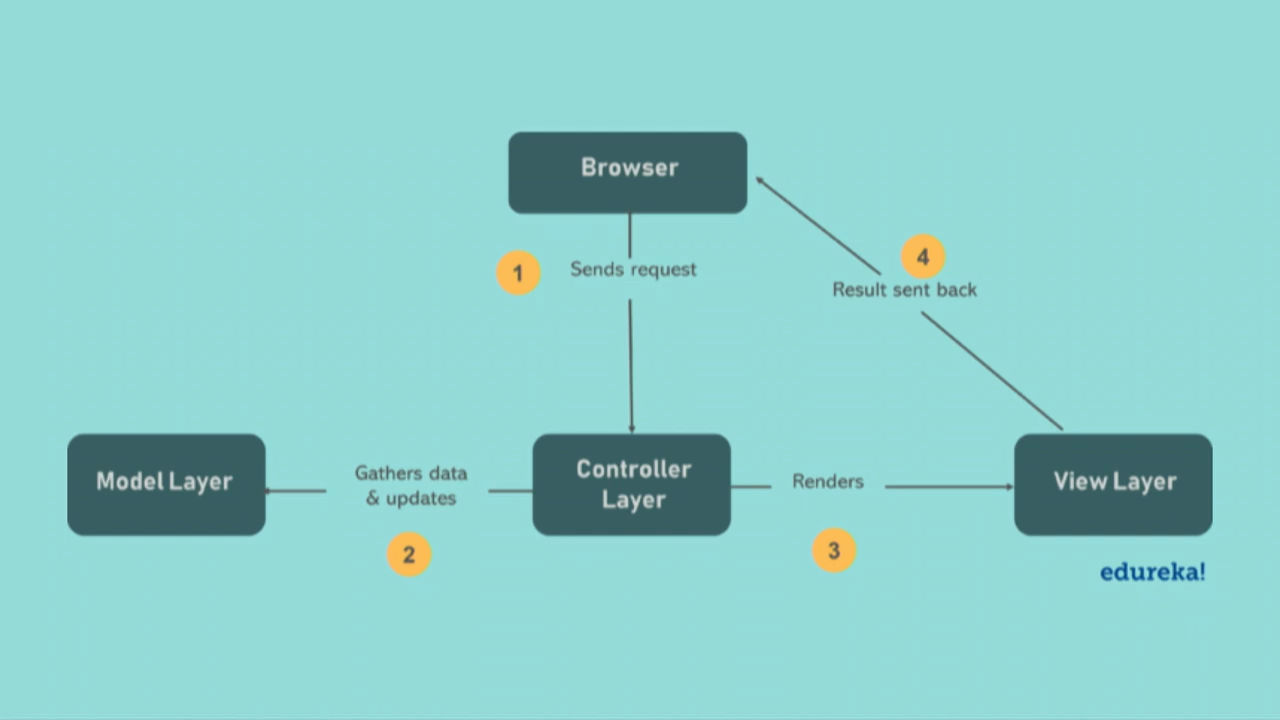 Browser
1
Sends request
4
Result sent back
Model Layer
Gathers data
& updates
2
Controller
Layer
Renders
3
View Layer
edureka!